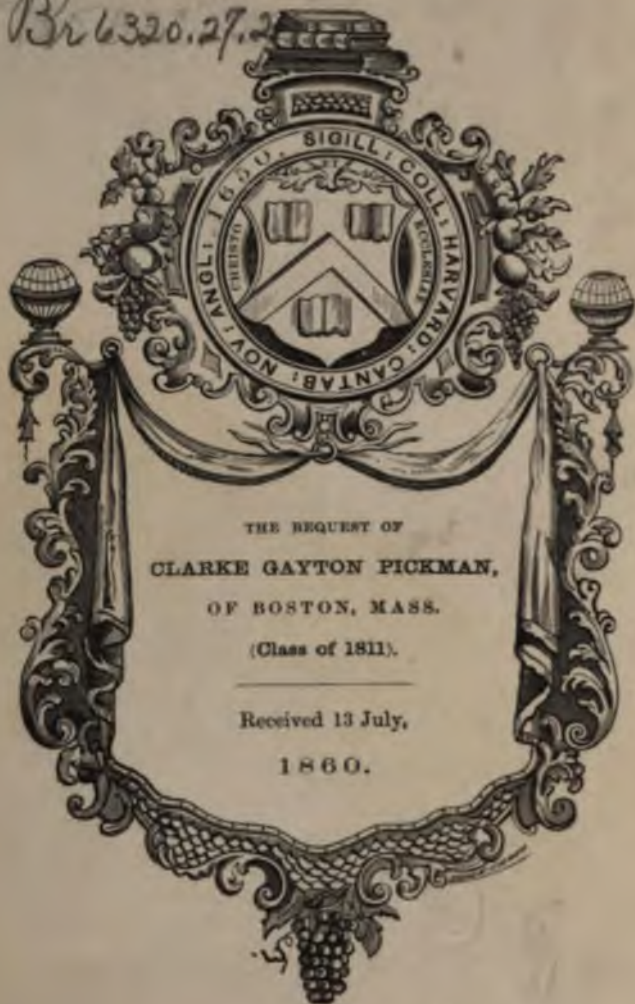 Br 6320.27.2
SIGILL: COLL: HARVARD: CANTAB: NOV: ANGL: 1650.
CHRISTO
ET
ECCLESIÆ
THE BEQUEST OF
CLARKE GAYTON PICKMAN,
OF BOSTON, MASS.
(Class of 1811).
Received 13 July,
1860.